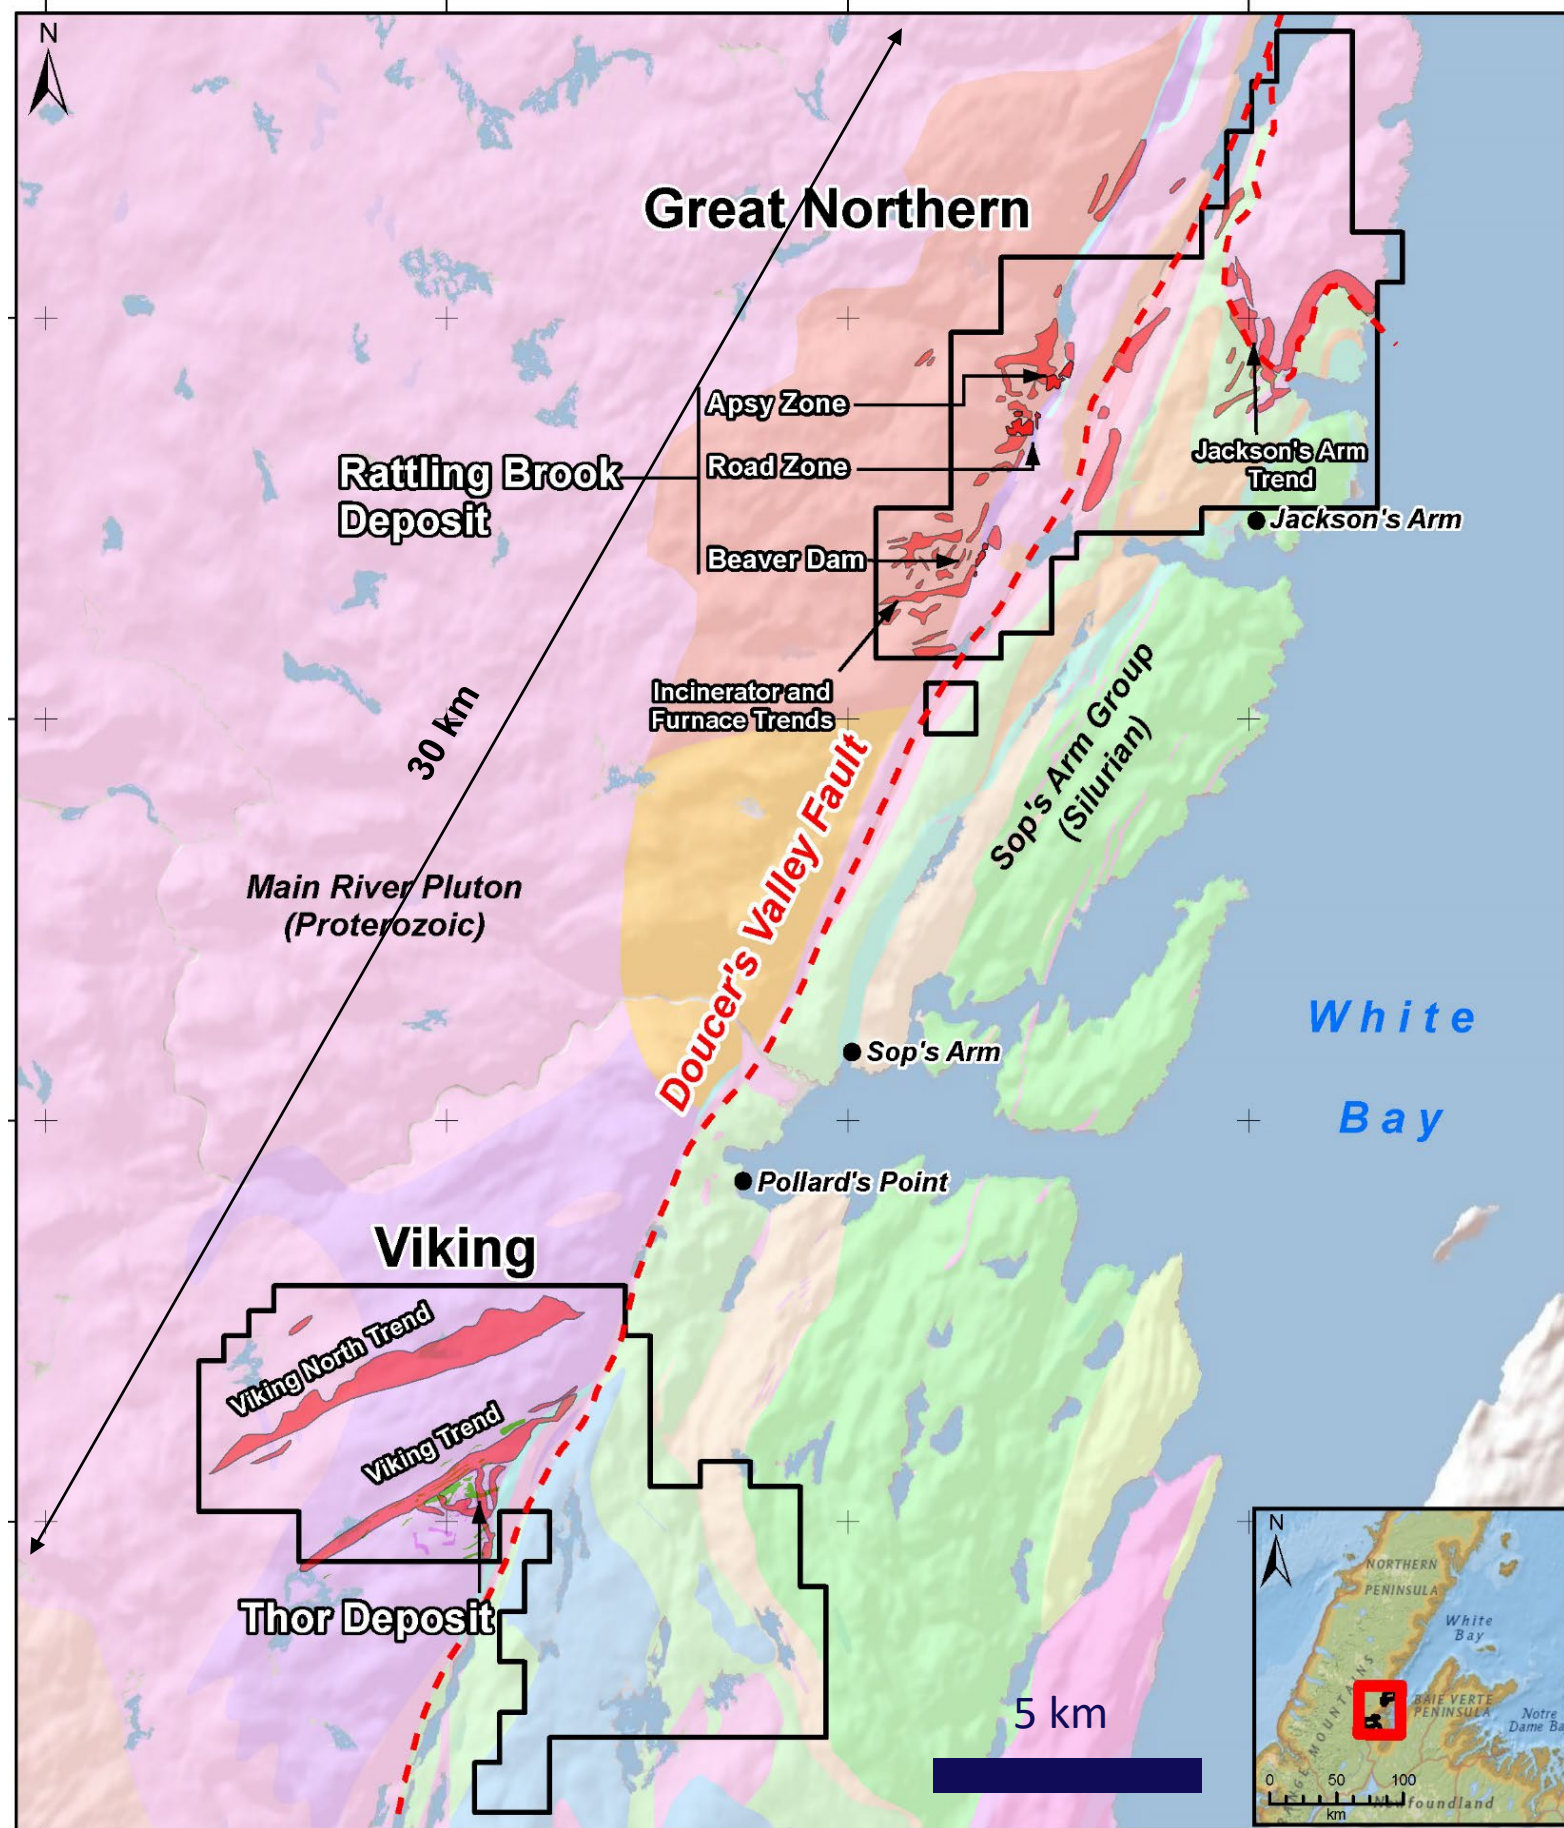 N
Great Northern
Apsy Zone
Rattling Brook
Deposit
Road Zone
Jackson's Arm
Trend
Jackson's Arm
Beaver Dam
Incinerator and
Furnace Trends
30 km
Sop's Arm Group
(Silurian)
Doucer's Valley Fault
Main River Pluton
(Proterozoic)
White
Bay
Sop's Arm
Pollard's Point
Viking
Viking North Trend
Viking Trend
Thor Deposit
5 km
N
NORTHERN
PENINSULA
White
Bay
BAIE VERTE
PENINSULA
Notre
Dame Ba
RANGE MOUNTAINS
0 50 100
km
Newfoundland